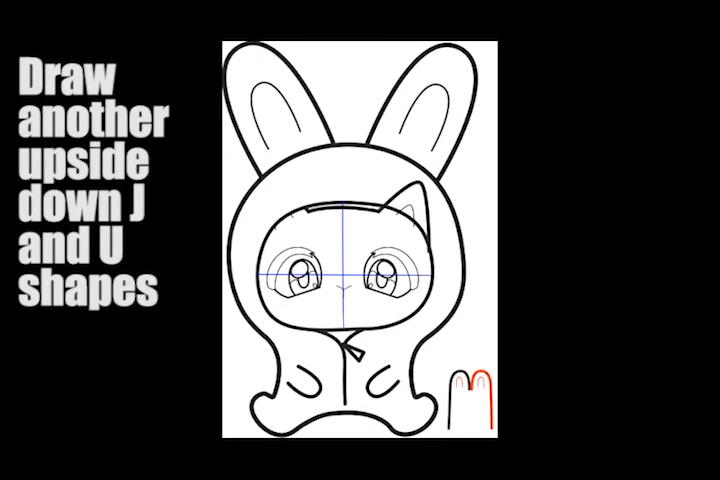 Draw
another
upside
down J
and U
shapes